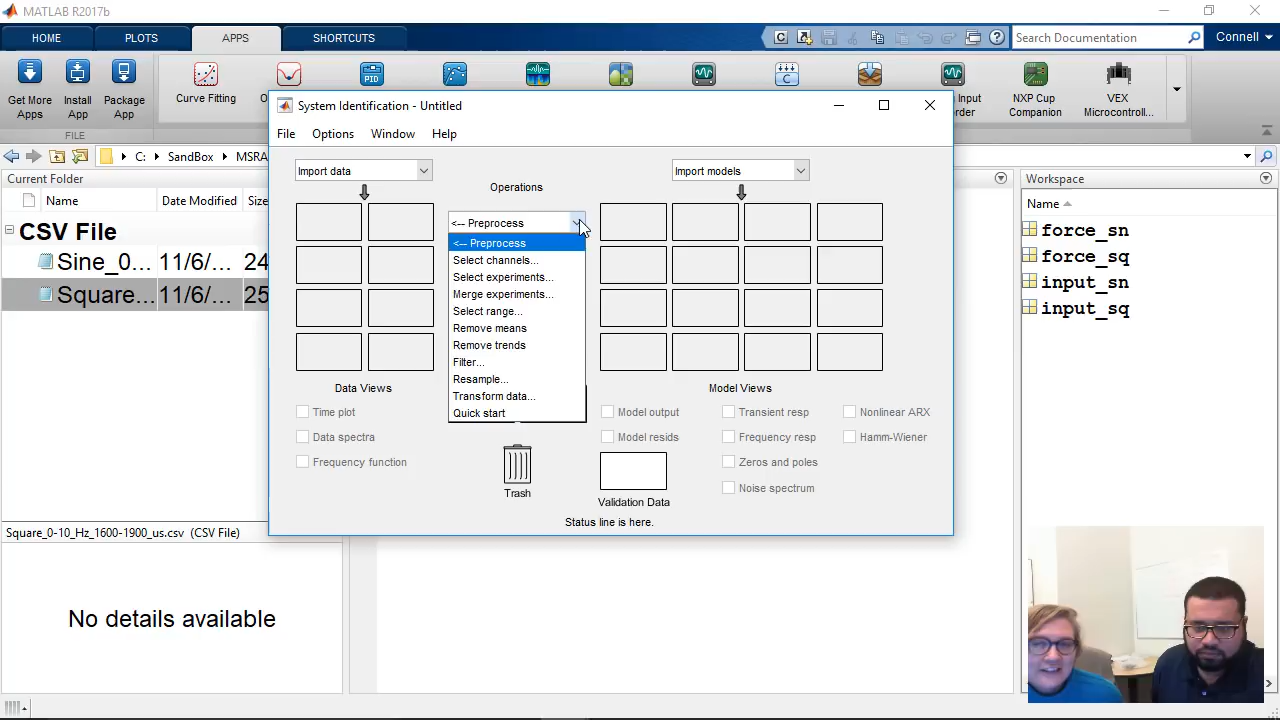 MATLAB R2017b
HOME
PLOTS
APPS
SHORTCUTS
Search Documentation
Connell
Get More Apps
Install App
Package App
Curve Fitting
PID
C
NXP Cup Companion
VEX Microcontrol...
FILE
C:
SandBox
MSRA
Current Folder
Name
Date Modified
Size
CSV File
Sine_0... 11/6/... 24
Square... 11/6/... 25
Square_0-10_Hz_1600-1900_us.csv (CSV File)
No details available
System Identification - Untitled
File
Options
Window
Help
Import data
Operations
Import models
<-- Preprocess
<-- Preprocess
Select channels...
Select experiments...
Merge experiments...
Select range...
Remove means
Remove trends
Filter...
Resample...
Transform data...
Quick start
Data Views
Time plot
Data spectra
Frequency function
Trash
Model Views
Model output
Model resids
Transient resp
Frequency resp
Zeros and poles
Noise spectrum
Nonlinear ARX
Hamm-Wiener
Validation Data
Status line is here.
Workspace
Name
force_sn
force_sq
input_sn
input_sq